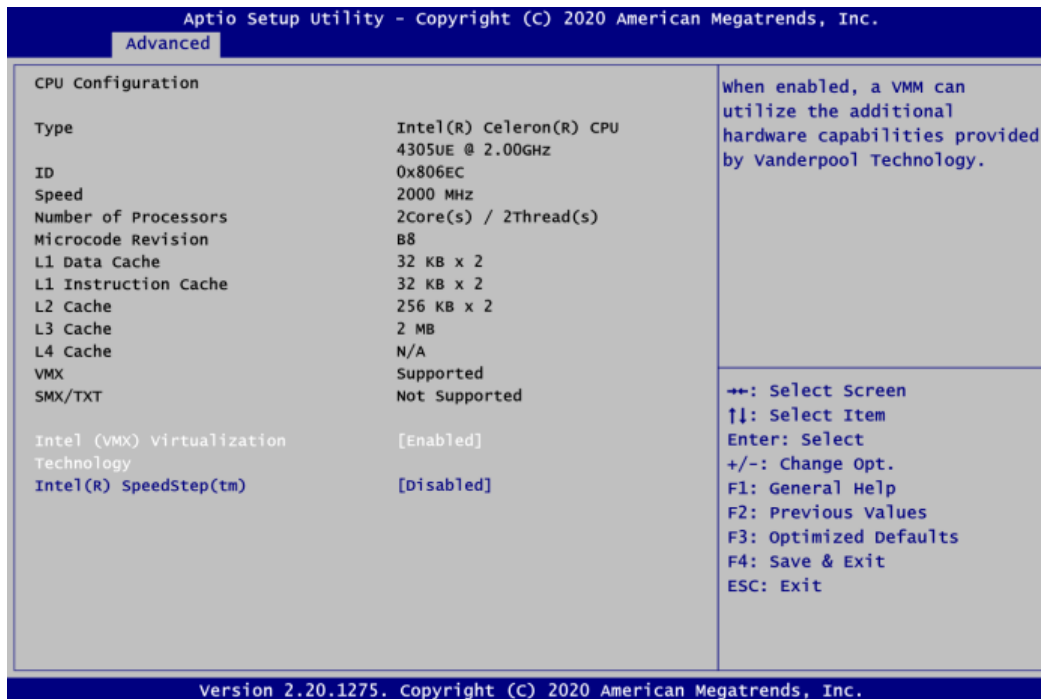 Aptio Setup Utility - Copyright (C) 2020 American Megatrends, Inc.
Advanced
CPU Configuration
Type Intel(R) Celeron(R) CPU
4305UE @ 2.00GHz
ID 0x806EC
Speed 2000 MHz
Number of Processors 2Core(s) / 2Thread(s)
Microcode Revision B8
L1 Data Cache 32 KB x 2
L1 Instruction Cache 32 KB x 2
L2 Cache 256 KB x 2
L3 Cache 2 MB
L4 Cache N/A
VMX Supported
SMX/TXT Not Supported
Intel (VMX) Virtualization [Enabled]
Technology
Intel(R) SpeedStep(tm) [Disabled]
When enabled, a VMM can
utilize the additional
hardware capabilities provided
by Vanderpool Technology.
→←: Select Screen
↑↓: Select Item
Enter: Select
+/-: Change Opt.
F1: General Help
F2: Previous Values
F3: Optimized Defaults
F4: Save & Exit
ESC: Exit
Version 2.20.1275. Copyright (C) 2020 American Megatrends, Inc.